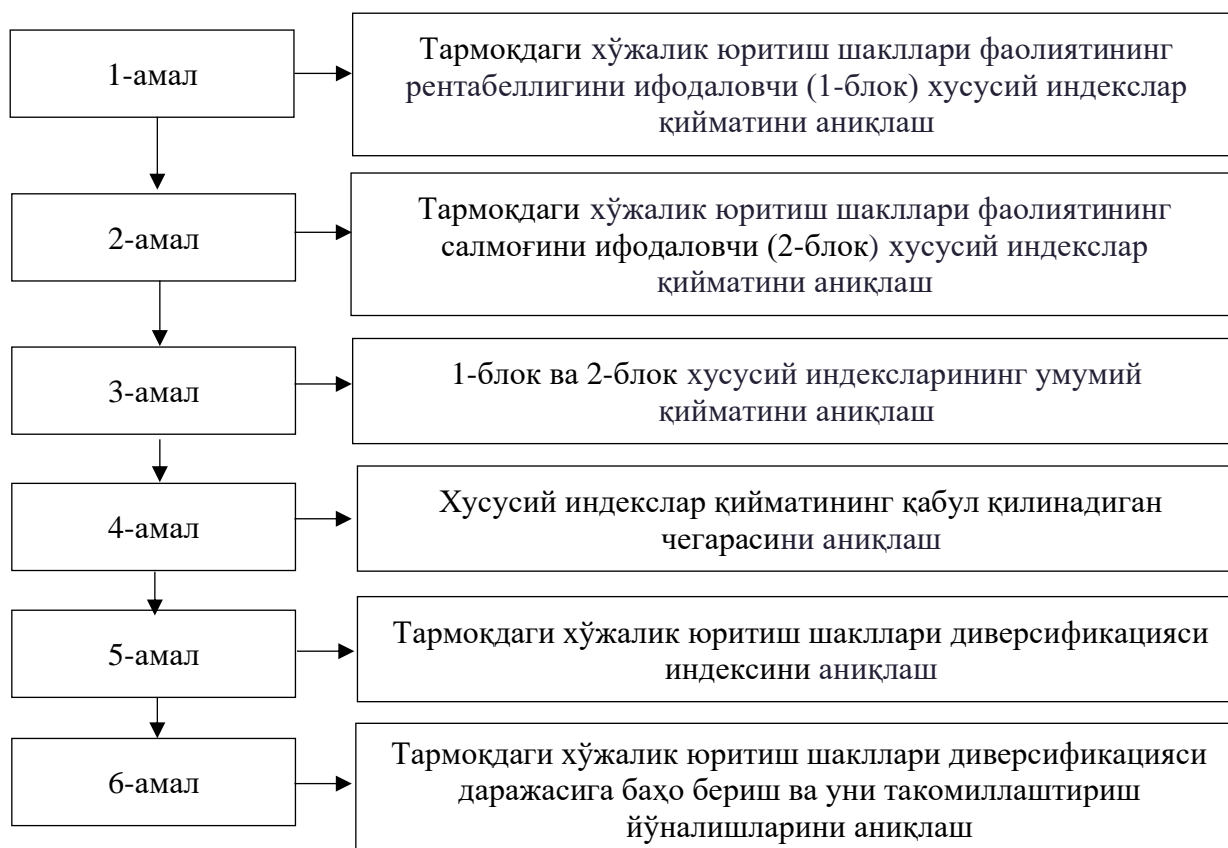 1-амал
Тармоқдаги хўжалик юритиш шакллари фаолиятининг
рентабеллигини ифодаловчи (1-блок) хусусий индекслар
қийматини аниқлаш
2-амал
Тармоқдаги хўжалик юритиш шакллари фаолиятининг
салмоғини ифодаловчи (2-блок) хусусий индекслар
қийматини аниқлаш
3-амал
1-блок ва 2-блок хусусий индексларининг умумий
қийматини аниқлаш
4-амал
Хусусий индекслар қийматининг қабул қилинадиган
чегарасини аниқлаш
5-амал
Тармоқдаги хўжалик юритиш шакллари диверсификацияси
индексини аниқлаш
6-амал
Тармоқдаги хўжалик юритиш шакллари диверсификацияси
даражасига баҳо бериш ва уни такомиллаштириш
йўналишларини аниқлаш